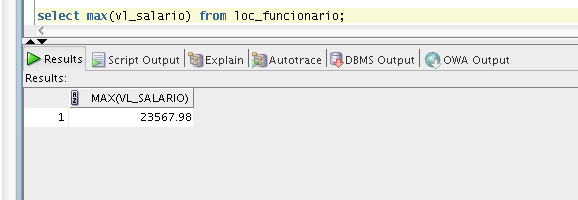 select max(vl_salario) from loc_funcionario;
Results Script Output Explain Autotrace DBMS Output OWA Output
Results:
MAX(VL_SALARIO)
1 23567.98